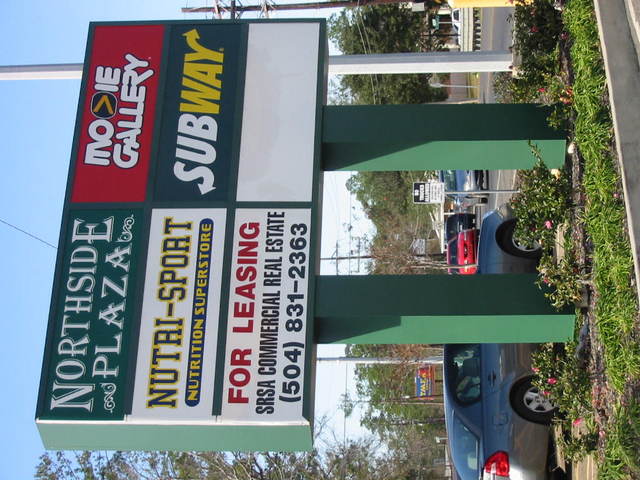 NORTHSIDE
PLAZA
MOVIE
GALLERY
NUTRI-SPORT
NUTRITION SUPERSTORE
SUBWAY
FOR LEASING
SRSA COMMERCIAL REAL ESTATE
(504) 831-2363